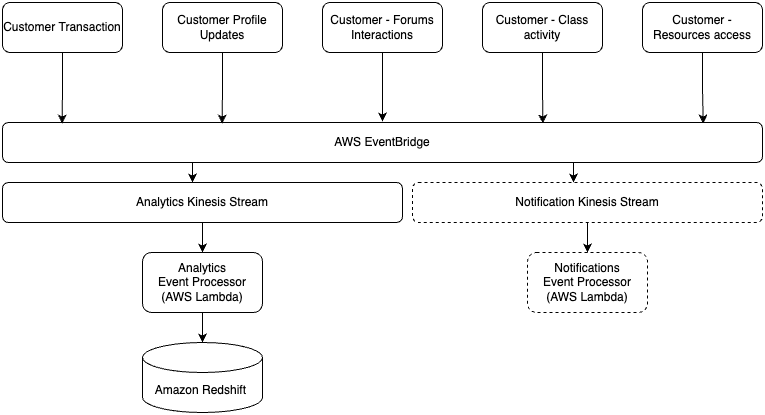 Customer Transaction
Customer Profile
Updates
Customer - Forums
Interactions
Customer - Class
activity
Customer -
Resources access
AWS EventBridge
Analytics Kinesis Stream
Notification Kinesis Stream
Analytics
Event Processor
(AWS Lambda)
Notifications
Event Processor
(AWS Lambda)
Amazon Redshift